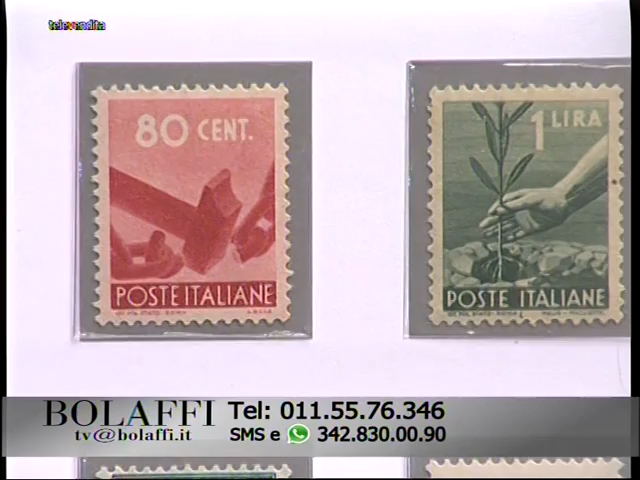 televendita
80 CENT.
POSTE ITALIANE
1 LIRA
POSTE ITALIANE
BOLAFFI
tv@bolaffi.it
Tel: 011.55.76.346
SMS e 342.830.00.90